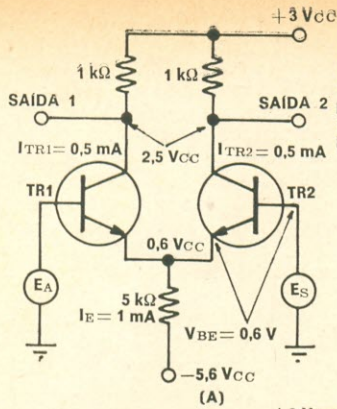 +3 VCC
1 kΩ 1 kΩ
SAÍDA 1 SAÍDA 2
ITR1= 0,5 mA 2,5 VCC ITR2= 0,5 mA
TR1 TR2
0,6 VCC
EA ES
5 kΩ
IE= 1 mA VBE= 0,6 V
—5,6 VCC
(A)